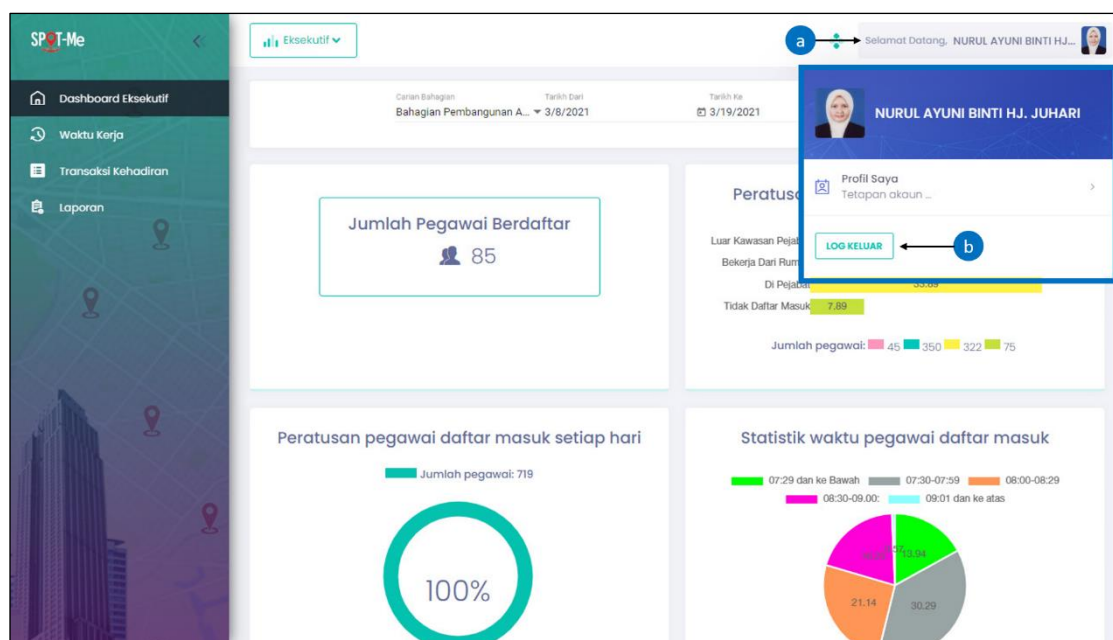 SPOT-Me
Eksekutif
a
Selamat Datang, NURUL AYUNI BINTI HJ...
Dashboard Eksekutif
Waktu Kerja
Transaksi Kehadiran
Laporan
Carian Bahagian
Bahagian Pembangunan A...
Tarikh Dari
3/8/2021
Tarikh Ke
3/19/2021
NURUL AYUNI BINTI HJ. JUHARI
Profil Saya
Tetapan akaun ...
LOG KELUAR
b
Jumlah Pegawai Berdaftar
85
Luar Kawasan
Bekerja Dari
Di
Tidak Daftar Masuk 7.89
Jumlah pegawai: 45 350 322 75
Peratusan pegawai daftar masuk setiap hari
Jumlah pegawai: 719
100%
Statistik waktu pegawai daftar masuk
07:29 dan ke Bawah 07:30-07:59 08:00-08:29
08:30-09.00: 09:01 dan ke atas
13.94
21.14
30.29